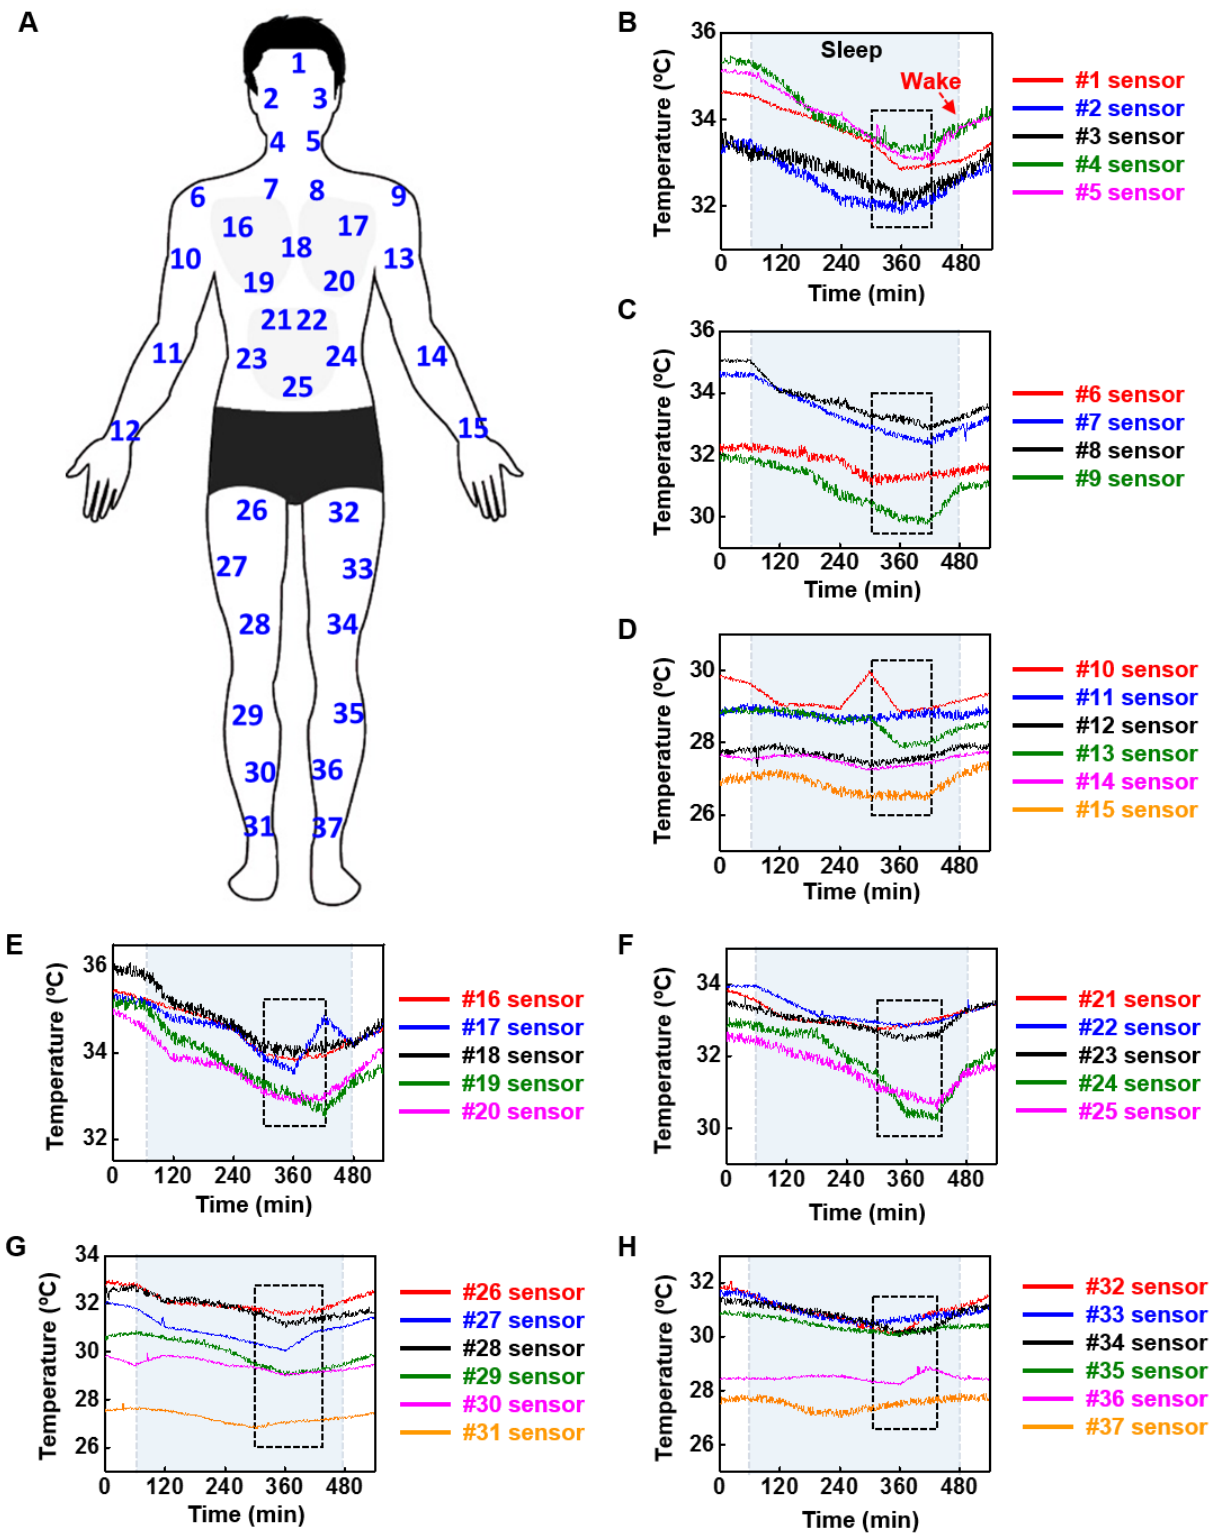 A
1
2 3
4 5
6 7 8 9
16 17
18
10 13
19 20
21 22
11 23 24 14
25
12 15
26 32
27 33
28 34
29 35
30 36
31 37
B
Temperature (ºC)
36
34
32
Sleep
Wake
0 120 240 360 480
Time (min)
#1 sensor
#2 sensor
#3 sensor
#4 sensor
#5 sensor
C
Temperature (ºC)
36
34
32
30
0 120 240 360 480
Time (min)
#6 sensor
#7 sensor
#8 sensor
#9 sensor
D
Temperature (ºC)
30
28
26
0 120 240 360 480
Time (min)
#10 sensor
#11 sensor
#12 sensor
#13 sensor
#14 sensor
#15 sensor
E
Temperature (ºC)
36
34
32
0 120 240 360 480
Time (min)
#16 sensor
#17 sensor
#18 sensor
#19 sensor
#20 sensor
F
Temperature (ºC)
34
32
30
0 120 240 360 480
Time (min)
#21 sensor
#22 sensor
#23 sensor
#24 sensor
#25 sensor
G
Temperature (ºC)
34
32
30
28
26
0 120 240 360 480
Time (min)
#26 sensor
#27 sensor
#28 sensor
#29 sensor
#30 sensor
#31 sensor
H
Temperature (ºC)
32
30
28
26
0 120 240 360 480
Time (min)
#32 sensor
#33 sensor
#34 sensor
#35 sensor
#36 sensor
#37 sensor